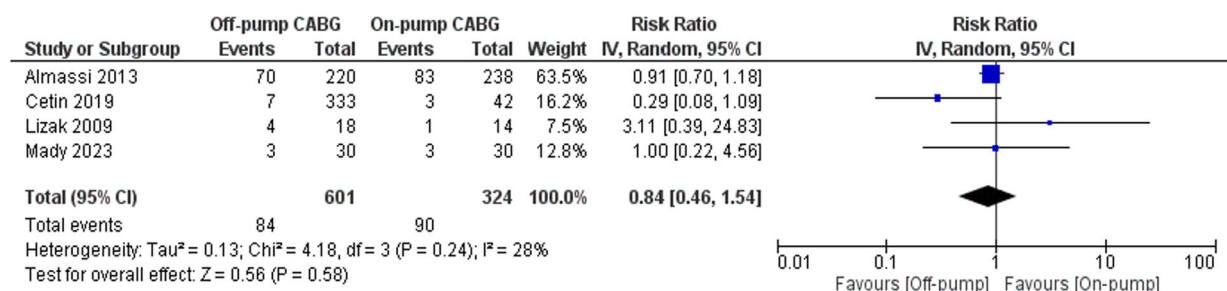 Off-pump CABG On-pump CABG Risk Ratio Risk Ratio
Study or Subgroup Events Total Events Total Weight IV, Random, 95% CI IV, Random, 95% CI
Almassi 2013 70 220 83 238 63.5% 0.91 [0.70, 1.18]
Cetin 2019 7 333 3 42 16.2% 0.29 [0.08, 1.09]
Lizak 2009 4 18 1 14 7.5% 3.11 [0.39, 24.83]
Mady 2023 3 30 3 30 12.8% 1.00 [0.22, 4.56]
Total (95% CI) 601 324 100.0% 0.84 [0.46, 1.54]
Total events 84 90
Heterogeneity: Tau² = 0.13; Chi² = 4.18, df = 3 (P = 0.24); I² = 28%
Test for overall effect: Z = 0.56 (P = 0.58)
0.01 0.1 1 10 100
Favours [Off-pump] Favours [On-pump]